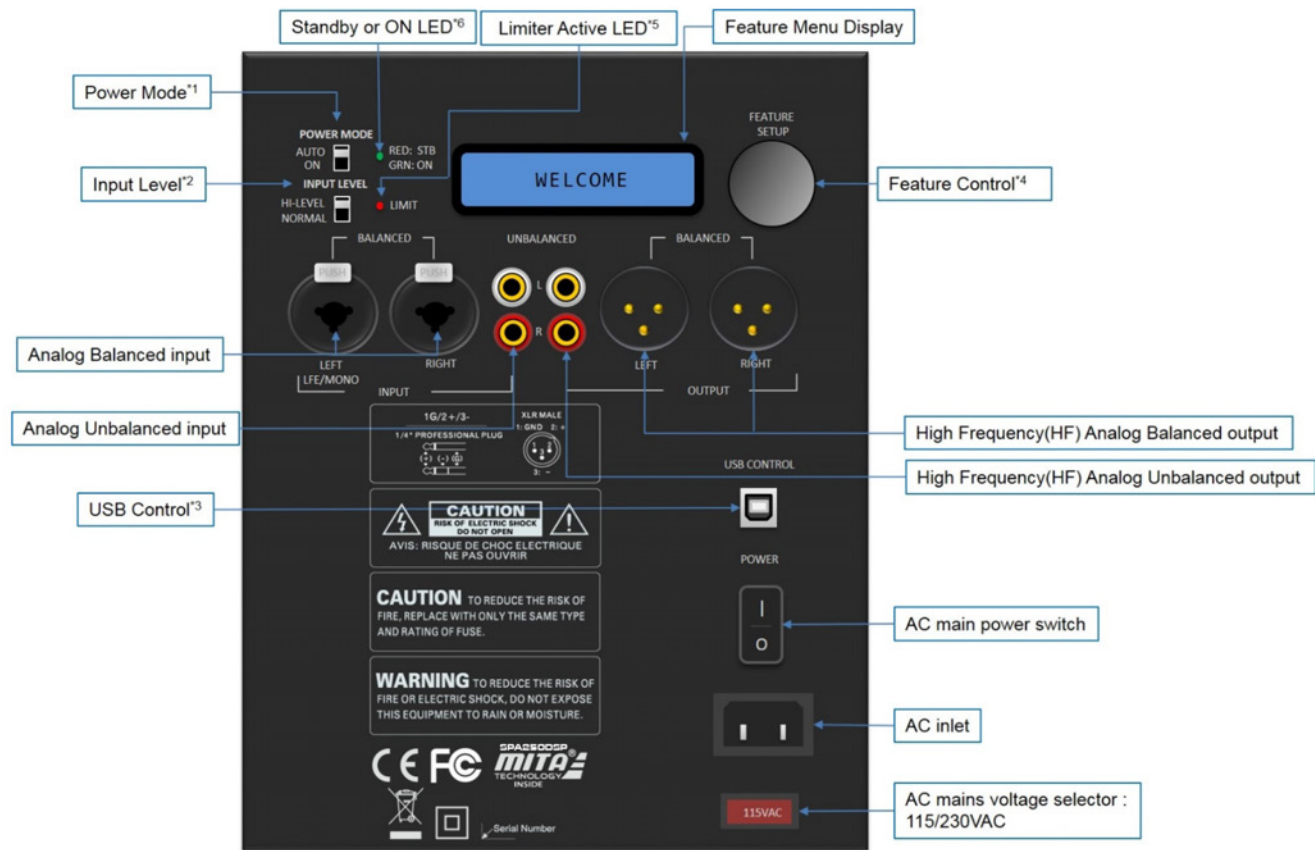 Standby or ON LED*6
Limiter Active LED*5
Feature Menu Display
Power Mode*1
POWER MODE
AUTO
ON
RED: STB
GRN: ON
FEATURE
SETUP
WELCOME
Input Level*2
INPUT LEVEL
HI-LEVEL
NORMAL
LIMIT
Feature Control*4
BALANCED
UNBALANCED
BALANCED
PUSH
PUSH
L
R
Analog Balanced input
LEFT
LFE/MONO
RIGHT
LEFT
RIGHT
INPUT
OUTPUT
Analog Unbalanced input
1G/2+/3-
1/4" PROFESSIONAL PLUG
(+) (-) (G)
XLR MALE
1: GND 2: +
1 2
3
3: −
High Frequency(HF) Analog Balanced output
High Frequency(HF) Analog Unbalanced output
USB CONTROL
USB Control*3
CAUTION
RISK OF ELECTRIC SHOCK
DO NOT OPEN
AVIS: RISQUE DE CHOC ELECTRIQUE
NE PAS OUVRIR
POWER
CAUTION TO REDUCE THE RISK OF
FIRE, REPLACE WITH ONLY THE SAME TYPE
AND RATING OF FUSE.
I
O
AC main power switch
WARNING TO REDUCE THE RISK OF
FIRE OR ELECTRIC SHOCK, DO NOT EXPOSE
THIS EQUIPMENT TO RAIN OR MOISTURE.
AC inlet
CE FC
SPA260DSP
MITA®
TECHNOLOGY
INSIDE
Serial Number
115VAC
AC mains voltage selector :
115/230VAC